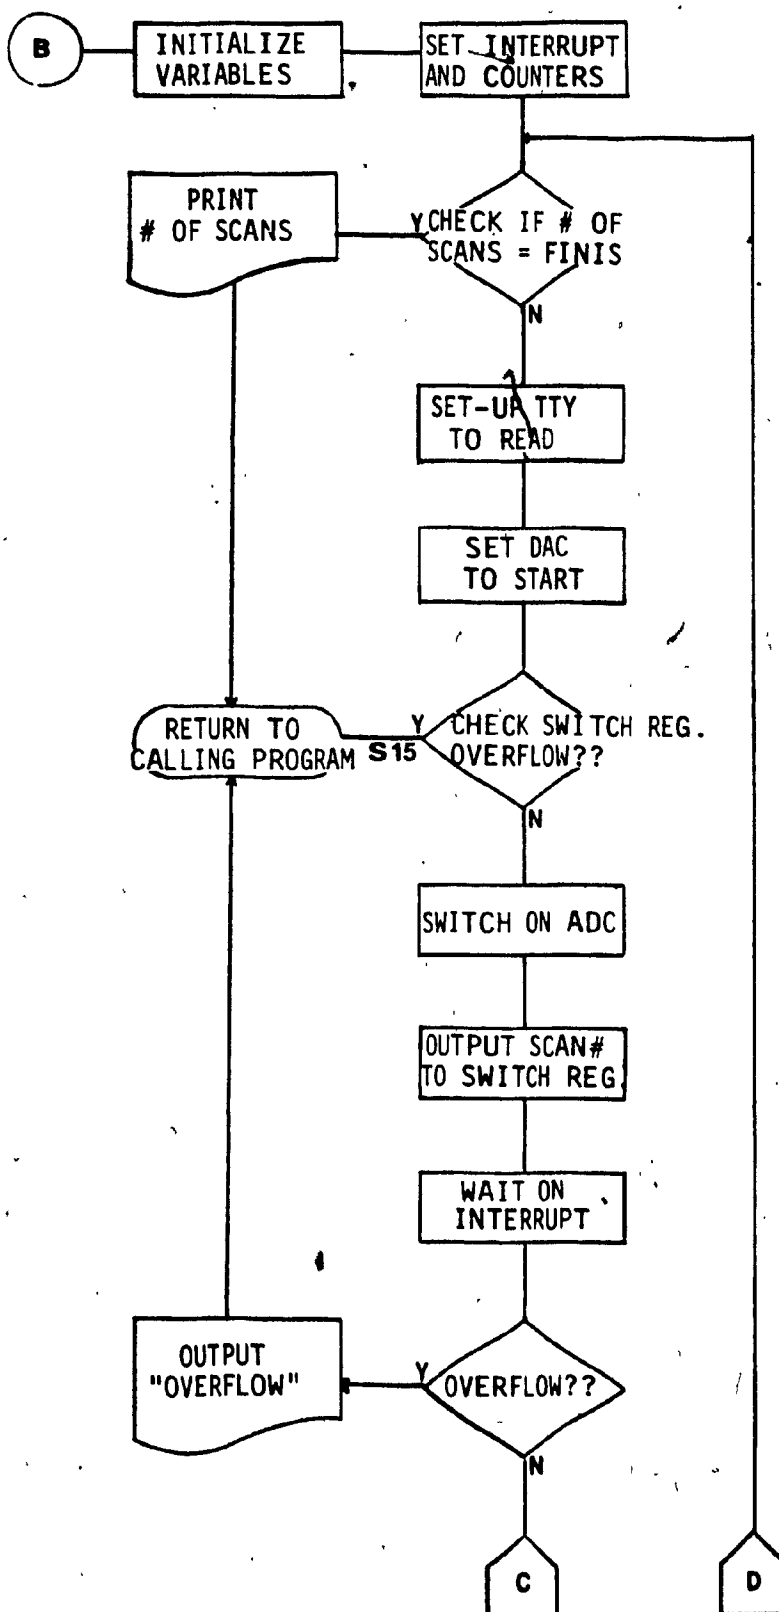 B
INITIALIZE
VARIABLES
SET INTERRUPT
AND COUNTERS
PRINT
# OF SCANS
Y
CHECK IF # OF
SCANS = FINIS
N
SET-UP TTY
TO READ
SET DAC
TO START
RETURN TO
CALLING PROGRAM
S15
Y
CHECK SWITCH REG.
OVERFLOW??
N
SWITCH ON ADC
OUTPUT SCAN#
TO SWITCH REG.
WAIT ON
INTERRUPT
OUTPUT
"OVERFLOW"
Y
OVERFLOW??
N
C
D